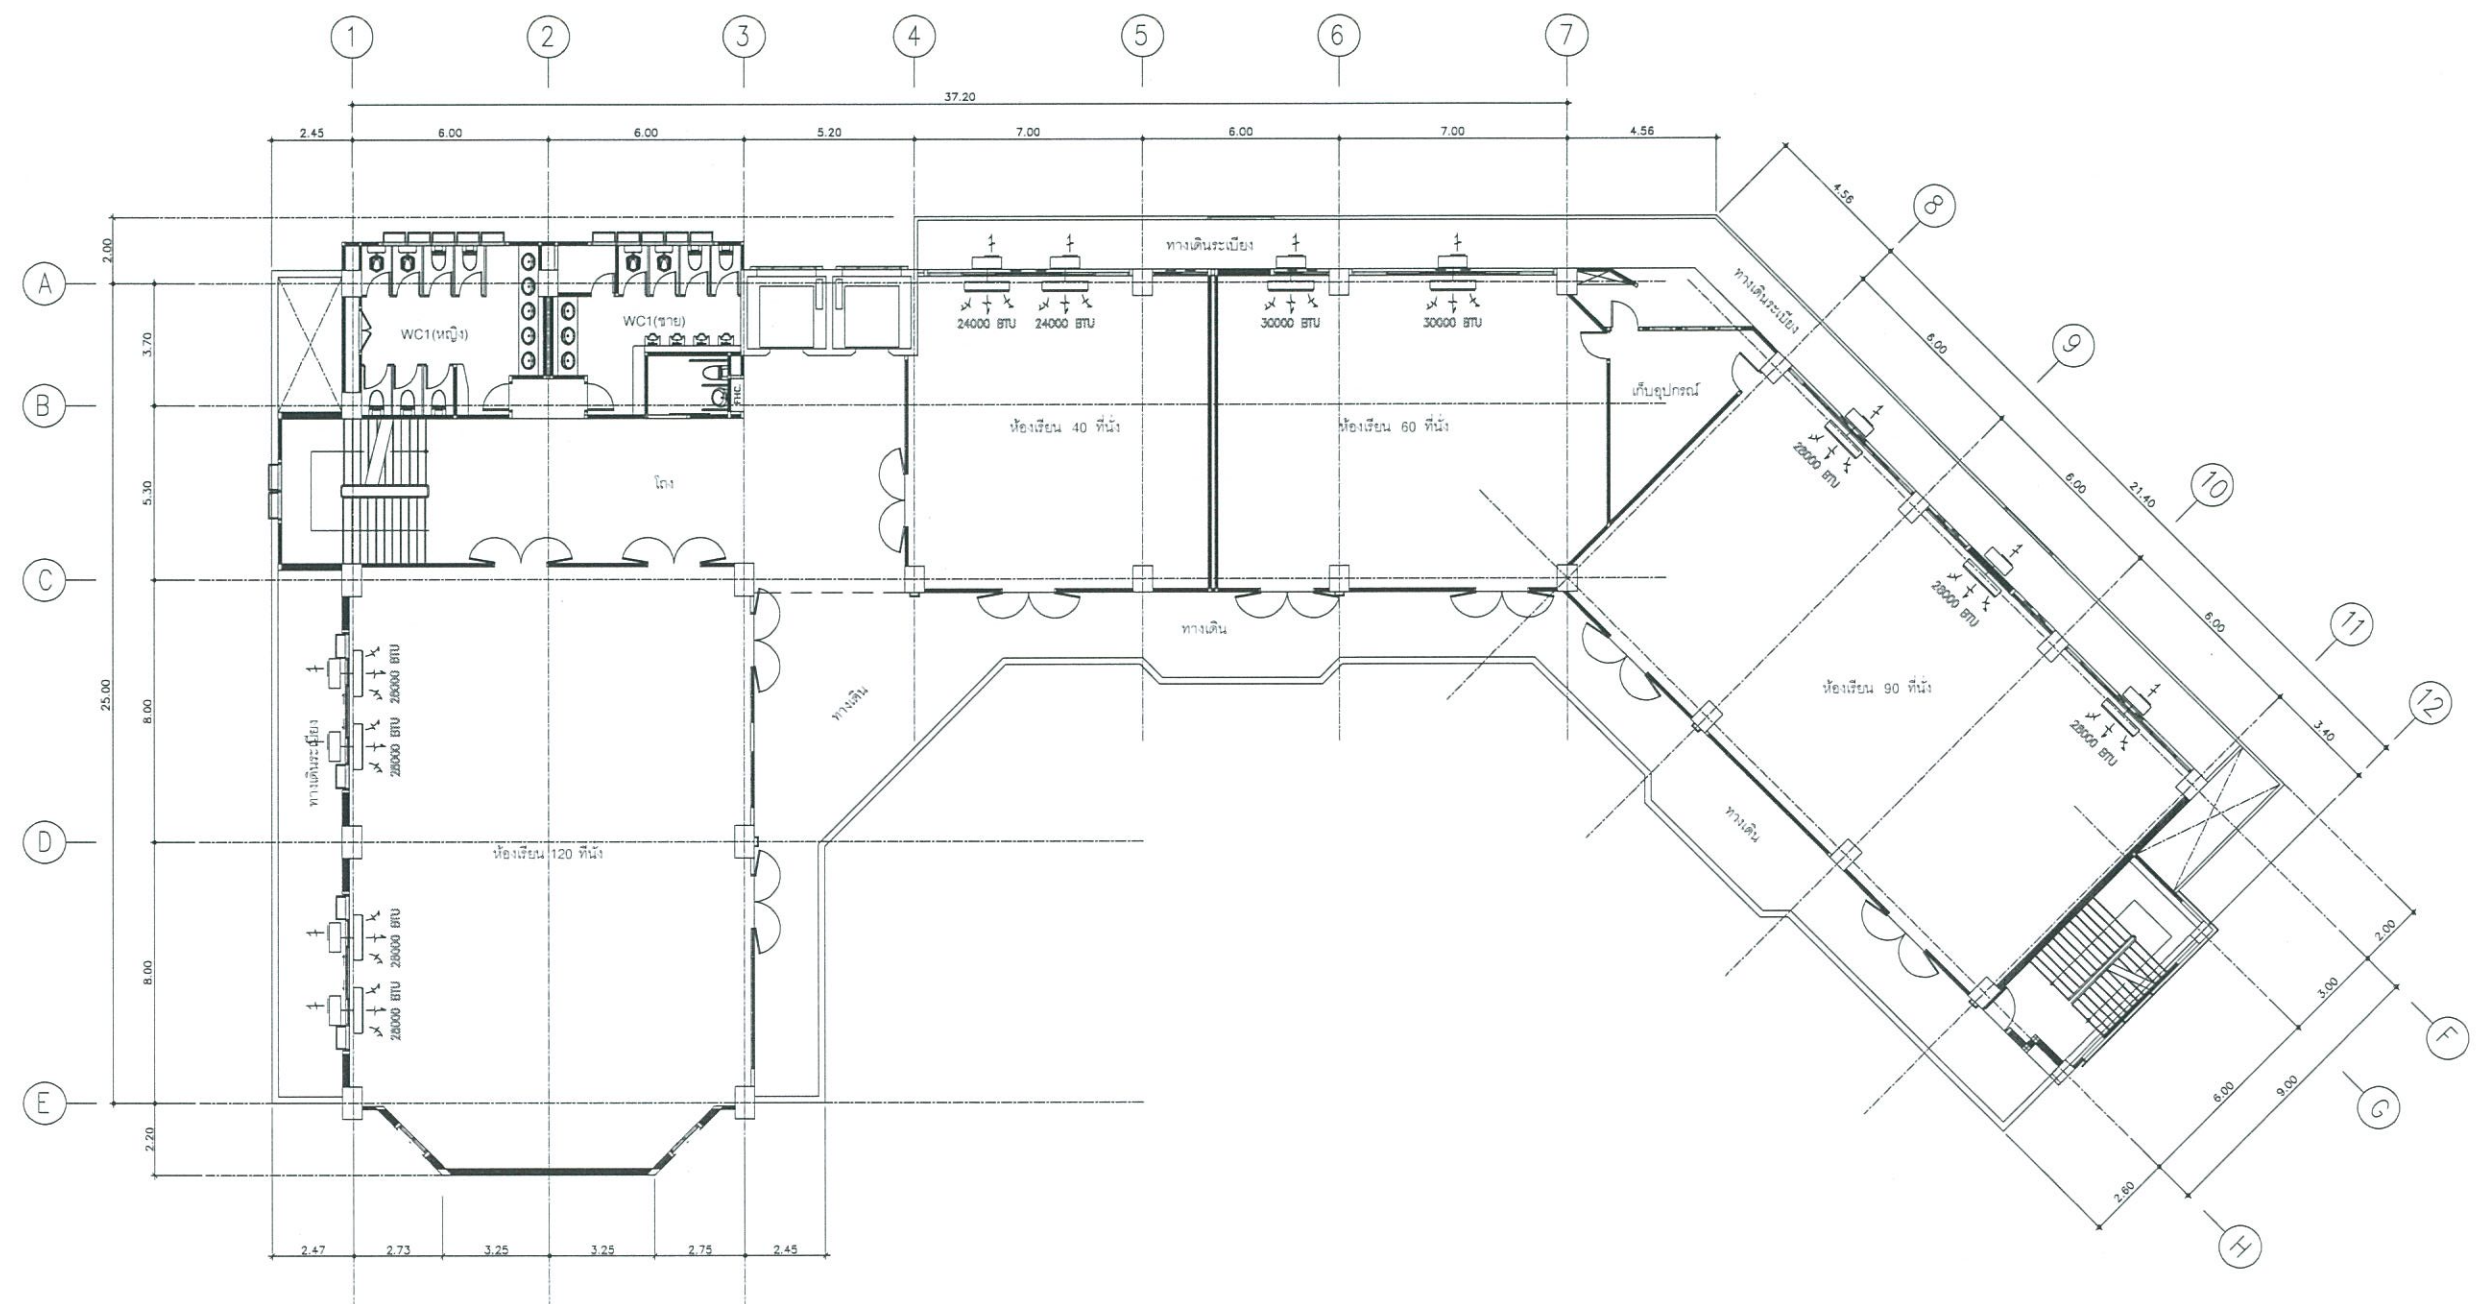 1 2 3 4 5 6 7
37.20
2.45 6.00 6.00 5.20 7.00 6.00 7.00 4.56
4.56
8
2.00
ทางเดินระเบียง
ทางเดินระเบียง
A
WC1(หญิง)
WC1(ชาย)
24000 BTU 24000 BTU 30000 BTU 30000 BTU
3.70
6.00
9
B
ห้องเรียน 40 ที่นั่ง
ห้องเรียน 60 ที่นั่ง
เก็บอุปกรณ์
28000 BTU
5.30
โถง
6.00
21.40
10
C
28000 BTU
ทางเดิน
6.00
11
25.00
8.00
ทางเดินระเบียง
28000 BTU
28000 BTU
ทางเดิน
ห้องเรียน 90 ที่นั่ง
28000 BTU
3.40
12
D
ห้องเรียน 120 ที่นั่ง
ทางเดิน
8.00
28000 BTU
28000 BTU
2.00
3.00
F
E
6.00
9.00
G
2.20
2.60
H
2.47 2.73 3.25 3.25 2.75 2.45